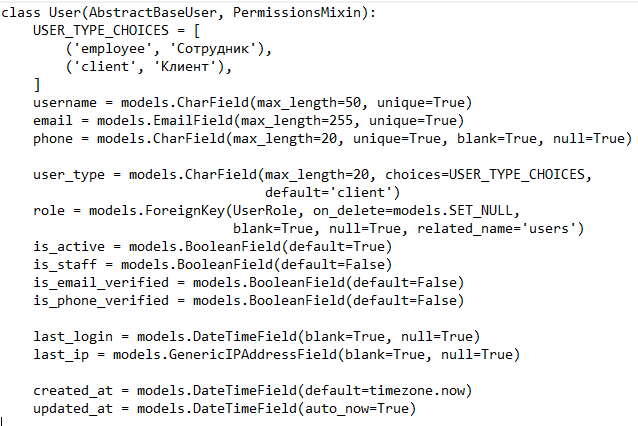 class User(AbstractBaseUser, PermissionsMixin):
    USER_TYPE_CHOICES = [
        ('employee', 'Сотрудник'),
        ('client', 'Клиент'),
    ]
    username = models.CharField(max_length=50, unique=True)
    email = models.EmailField(max_length=255, unique=True)
    phone = models.CharField(max_length=20, unique=True, blank=True, null=True)

    user_type = models.CharField(max_length=20, choices=USER_TYPE_CHOICES,
                                 default='client')
    role = models.ForeignKey(UserRole, on_delete=models.SET_NULL,
                             blank=True, null=True, related_name='users')
    is_active = models.BooleanField(default=True)
    is_staff = models.BooleanField(default=False)
    is_email_verified = models.BooleanField(default=False)
    is_phone_verified = models.BooleanField(default=False)

    last_login = models.DateTimeField(blank=True, null=True)
    last_ip = models.GenericIPAddressField(blank=True, null=True)

    created_at = models.DateTimeField(default=timezone.now)
    updated_at = models.DateTimeField(auto_now=True)